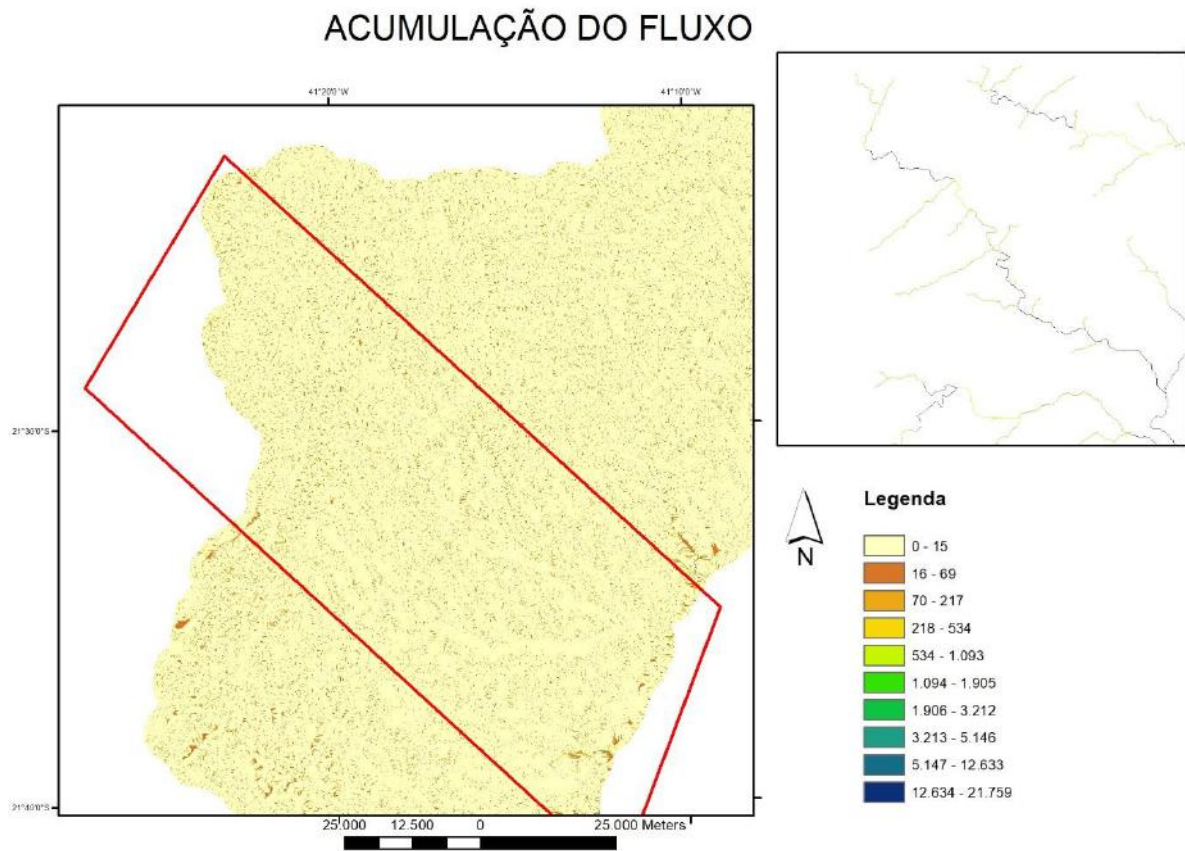 ACUMULAÇÃO DO FLUXO
41°20'0"W
41°10'0"W
21°30'0"S
21°40'0"S
N
Legenda
0 - 15
16 - 69
70 - 217
218 - 534
534 - 1.093
1.094 - 1.905
1.906 - 3.212
3.213 - 5.146
5.147 - 12.633
12.634 - 21.759
25.000 12.500 0 25.000 Meters